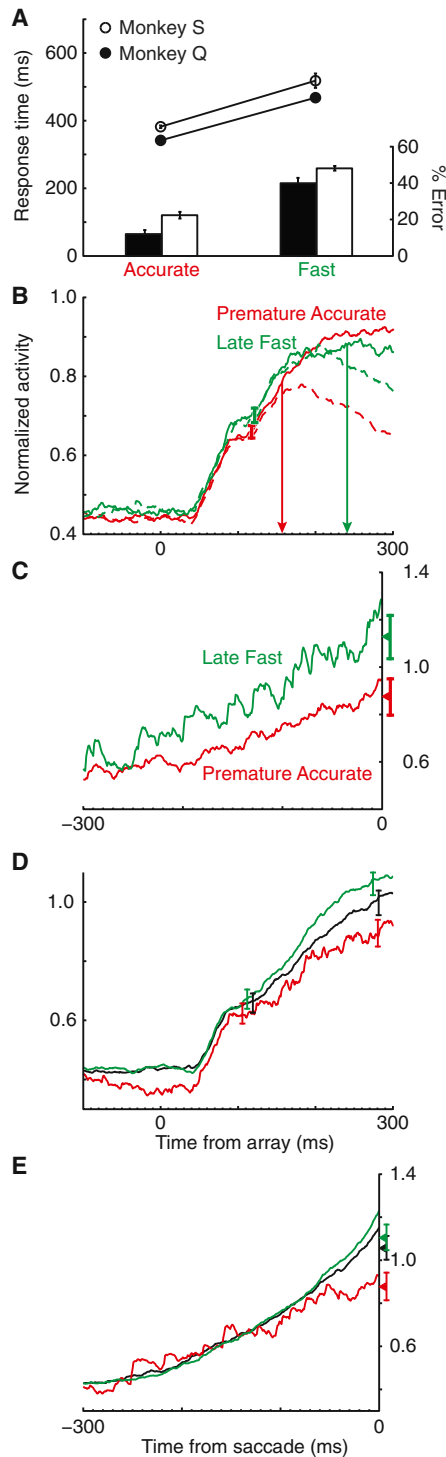 A
Monkey S
Monkey Q
Response time (ms)
600
400
200
0
60
40
20
0
% Error
Accurate
Fast
B
Normalized activity
1.0
0.8
0.6
0.4
Premature Accurate
Late Fast
0
300
C
1.4
1.0
0.6
Late Fast
Premature Accurate
−300
0
D
1.0
0.6
0
300
Time from array (ms)
E
1.4
1.0
0.6
−300
0
Time from saccade (ms)